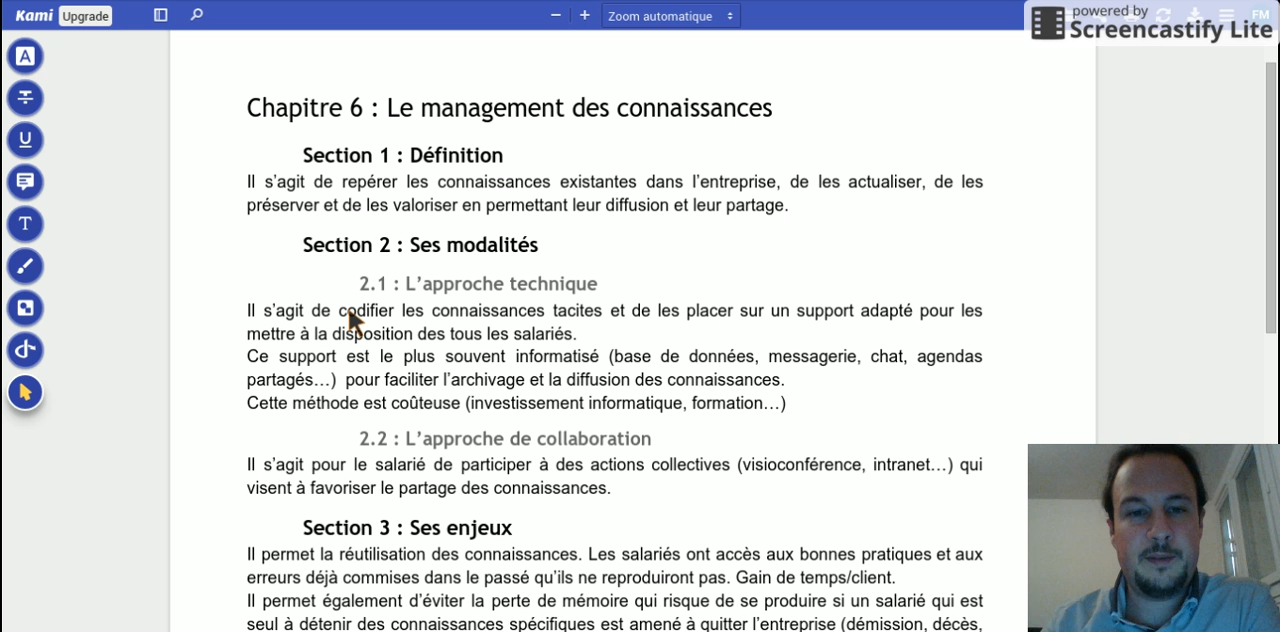 Kami Upgrade
Zoom automatique
FM
powered by
Screencastify Lite
A
U
T
Chapitre 6 : Le management des connaissances
Section 1 : Définition
Il s’agit de repérer les connaissances existantes dans l’entreprise, de les actualiser, de les
préserver et de les valoriser en permettant leur diffusion et leur partage.
Section 2 : Ses modalités
2.1 : L’approche technique
Il s’agit de codifier les connaissances tacites et de les placer sur un support adapté pour les
mettre à la disposition des tous les salariés.
Ce support est le plus souvent informatisé (base de données, messagerie, chat, agendas
partagés…) pour faciliter l’archivage et la diffusion des connaissances.
Cette méthode est coûteuse (investissement informatique, formation…)
2.2 : L’approche de collaboration
Il s’agit pour le salarié de participer à des actions collectives (visioconférence, intranet…) qui
visent à favoriser le partage des connaissances.
Section 3 : Ses enjeux
Il permet la réutilisation des connaissances. Les salariés ont accès aux bonnes pratiques et aux
erreurs déjà commises dans le passé qu’ils ne reproduiront pas. Gain de temps/client.
Il permet également d’éviter la perte de mémoire qui risque de se produire si un salarié qui est
seul à détenir des connaissances spécifiques est amené à quitter l’entreprise (démission, décès,